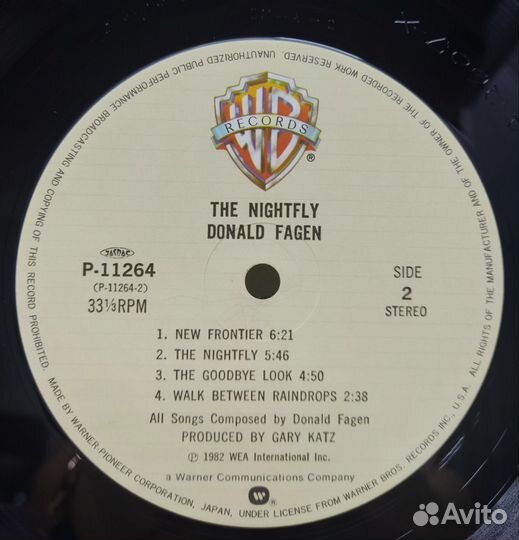 WB
RECORDS
®
THE NIGHTFLY
DONALD FAGEN
JASRAC
P-11264
(P-11264-2)
33⅓RPM
SIDE
2
STEREO
1. NEW FRONTIER 6:21
2. THE NIGHTFLY 5:46
3. THE GOODBYE LOOK 4:50
4. WALK BETWEEN RAINDROPS 2:38
All Songs Composed by Donald Fagen
PRODUCED BY GARY KATZ
Ⓟ 1982 WEA International Inc.
a Warner Communications Company
MADE BY WARNER-PIONEER CORPORATION, JAPAN, UNDER LICENSE FROM WARNER BROS. RECORDS INC., U.S.A. ALL RIGHTS OF THE MANUFACTURER AND OF THE OWNER OF THE RECORDED WORK RESERVED. UNAUTHORIZED PUBLIC PERFORMANCE BROADCASTING AND COPYING OF THIS RECORD PROHIBITED.
Avito